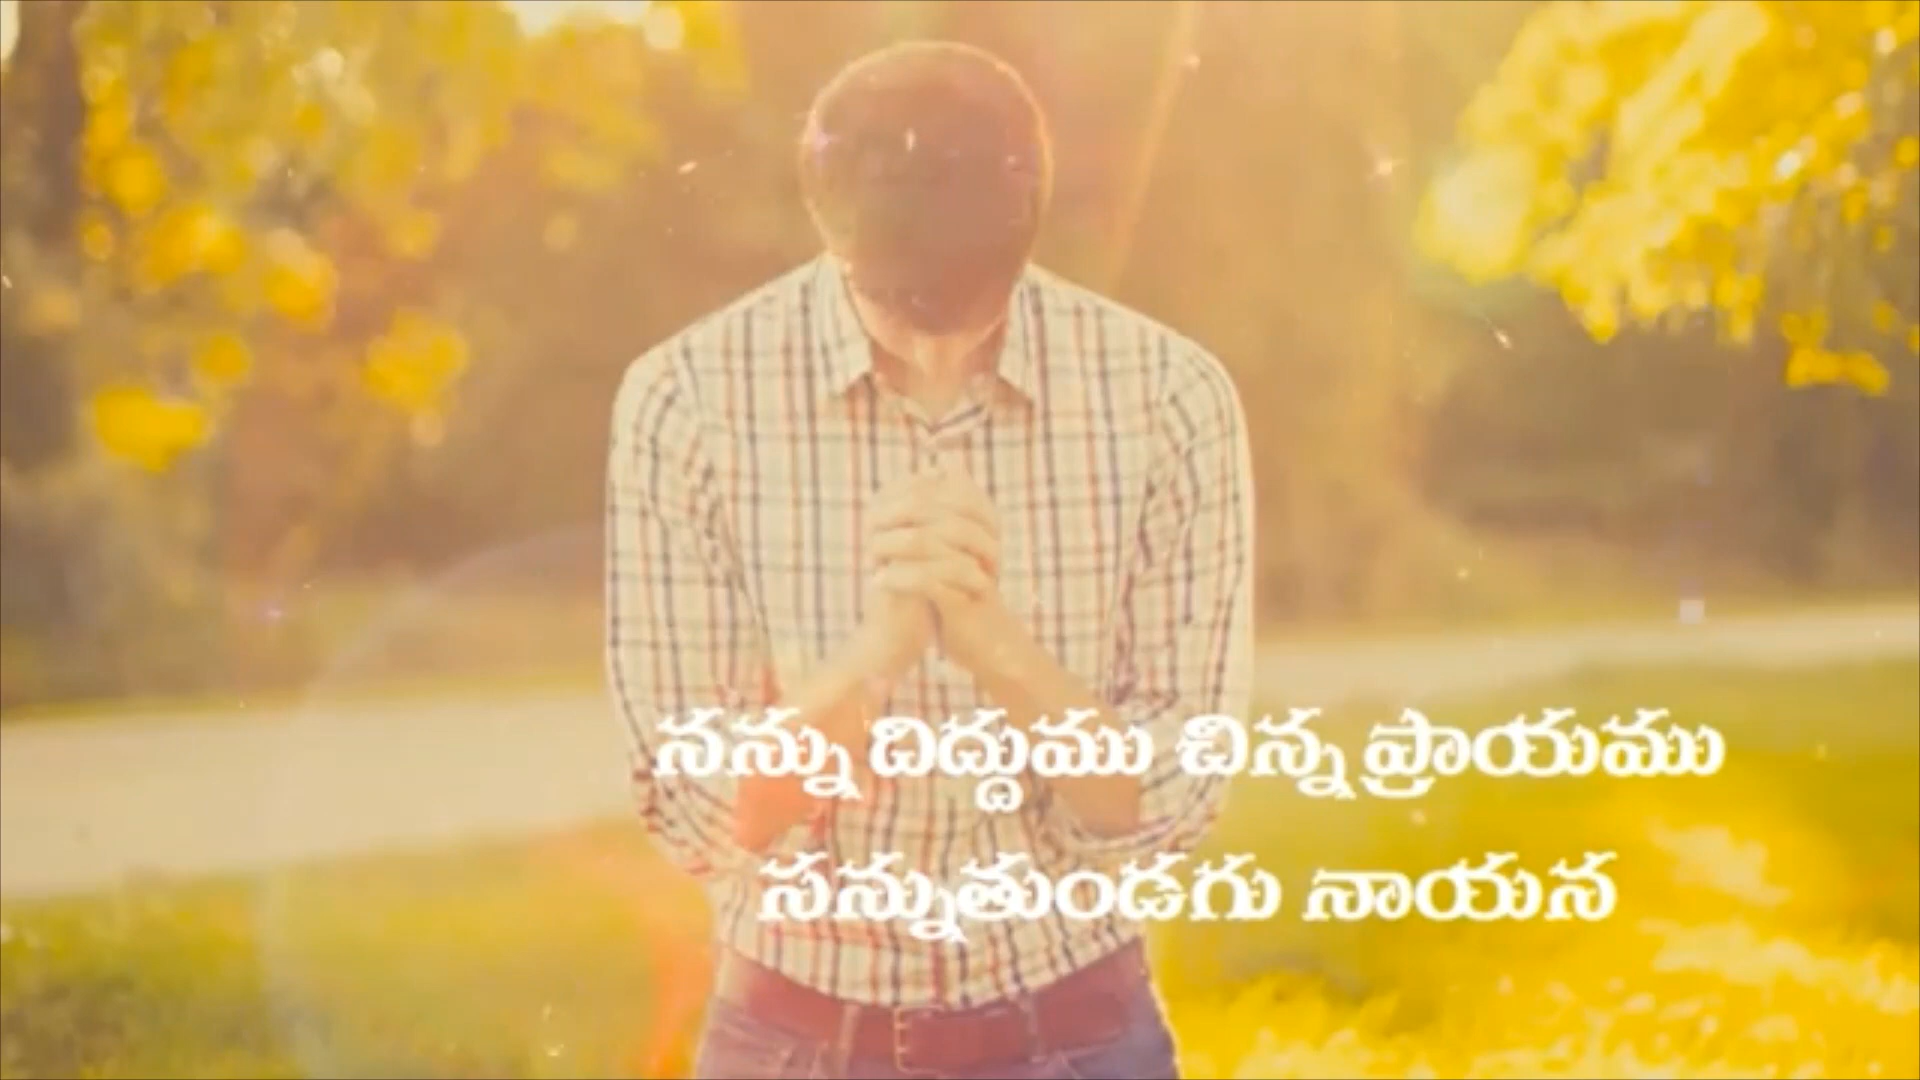 నన్ను దిద్దుము చిన్న ప్రాయము
సన్నుతుండగు నాయన